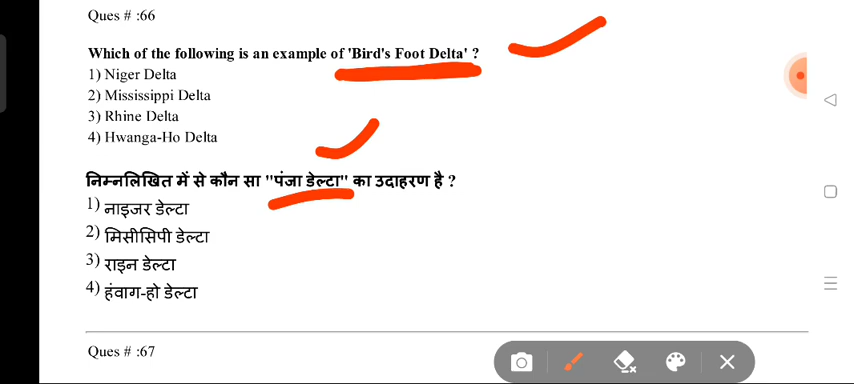 Ques # :66
Which of the following is an example of 'Bird's Foot Delta' ?
1) Niger Delta
2) Mississippi Delta
3) Rhine Delta
4) Hwanga-Ho Delta
निम्नलिखित में से कौन सा "पंजा डेल्टा" का उदाहरण है ?
1) नाइजर डेल्टा
2) मिसीसिपी डेल्टा
3) राइन डेल्टा
4) हंवाग-हो डेल्टा
Ques # :67